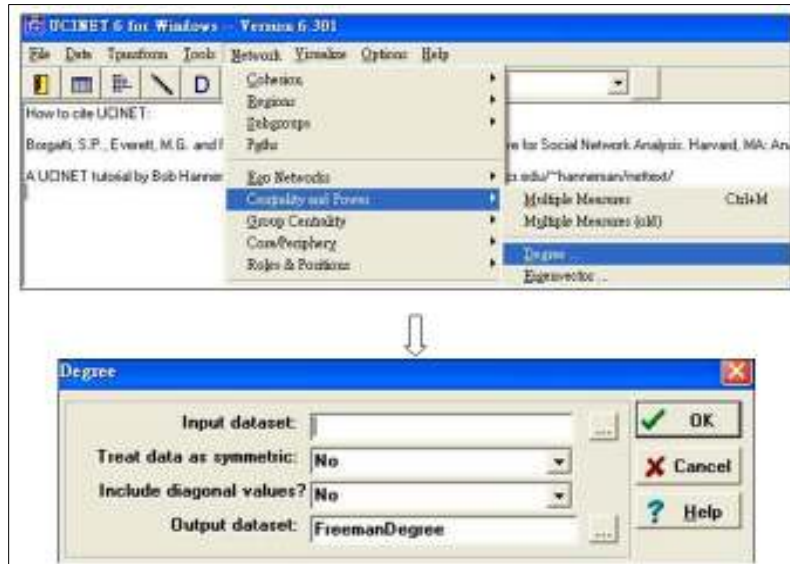 UCINET 6 for Windows -- Version 6.301
File Data Transform Tools Network Visualize Options Help
D
Cohesion
Regions
Subgroups
Paths
Ego Networks
Centrality and Power
Group Centrality
Core/Periphery
Roles & Positions
How to cite UCINET:
Borgatti, S.P., Everett, M.G. and F
re for Social Network Analysis. Harvard, MA: Ana
A UCINET tutorial by Bob Hanner
edu/~hanneman/nettext/
Multiple Measures Ctrl+M
Multiple Measures (old)
Degree ...
Eigenvector ...
Degree
Input dataset: ...
Treat data as symmetric: No
Include diagonal values? No
Output dataset: FreemanDegree ...
OK
Cancel
? Help